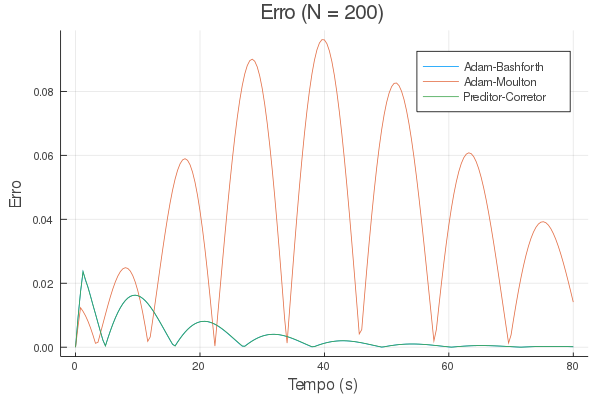 Erro (N = 200)
Adam-Bashforth
Adam-Moulton
Preditor-Corretor
Erro
0.08
0.06
0.04
0.02
0.00
0 20 40 60 80
Tempo (s)